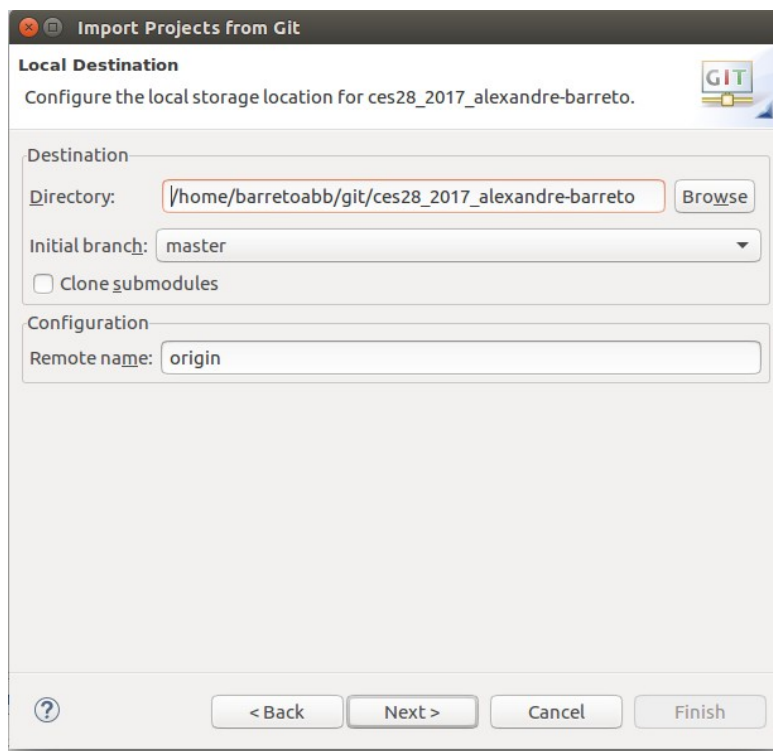 Import Projects from Git
Local Destination
Configure the local storage location for ces28_2017_alexandre-barreto.
GIT
Destination
Directory: /home/barretoabb/git/ces28_2017_alexandre-barreto Browse
Initial branch: master
Clone submodules
Configuration
Remote name: origin
? < Back Next > Cancel Finish